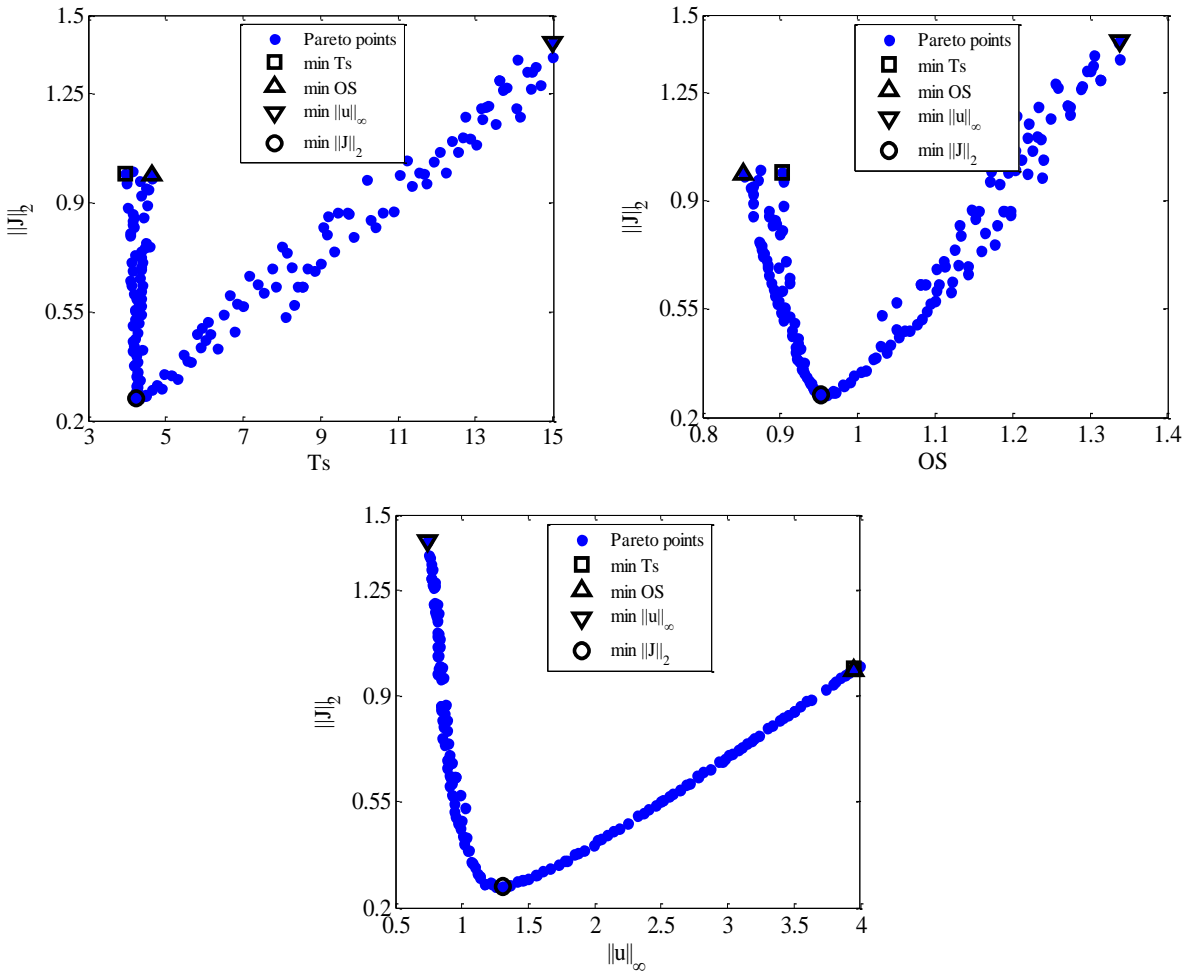 1.5
1.25
0.9
0.55
0.2
||J||2
3 5 7 9 11 13 15
Ts
Pareto points
min Ts
min OS
min ||u||∞
min ||J||2
1.5
1.25
0.9
0.55
0.2
||J||2
0.8 0.9 1 1.1 1.2 1.3 1.4
OS
Pareto points
min Ts
min OS
min ||u||∞
min ||J||2
1.5
1.25
0.9
0.55
0.2
||J||2
0.5 1 1.5 2 2.5 3 3.5 4
||u||∞
Pareto points
min Ts
min OS
min ||u||∞
min ||J||2